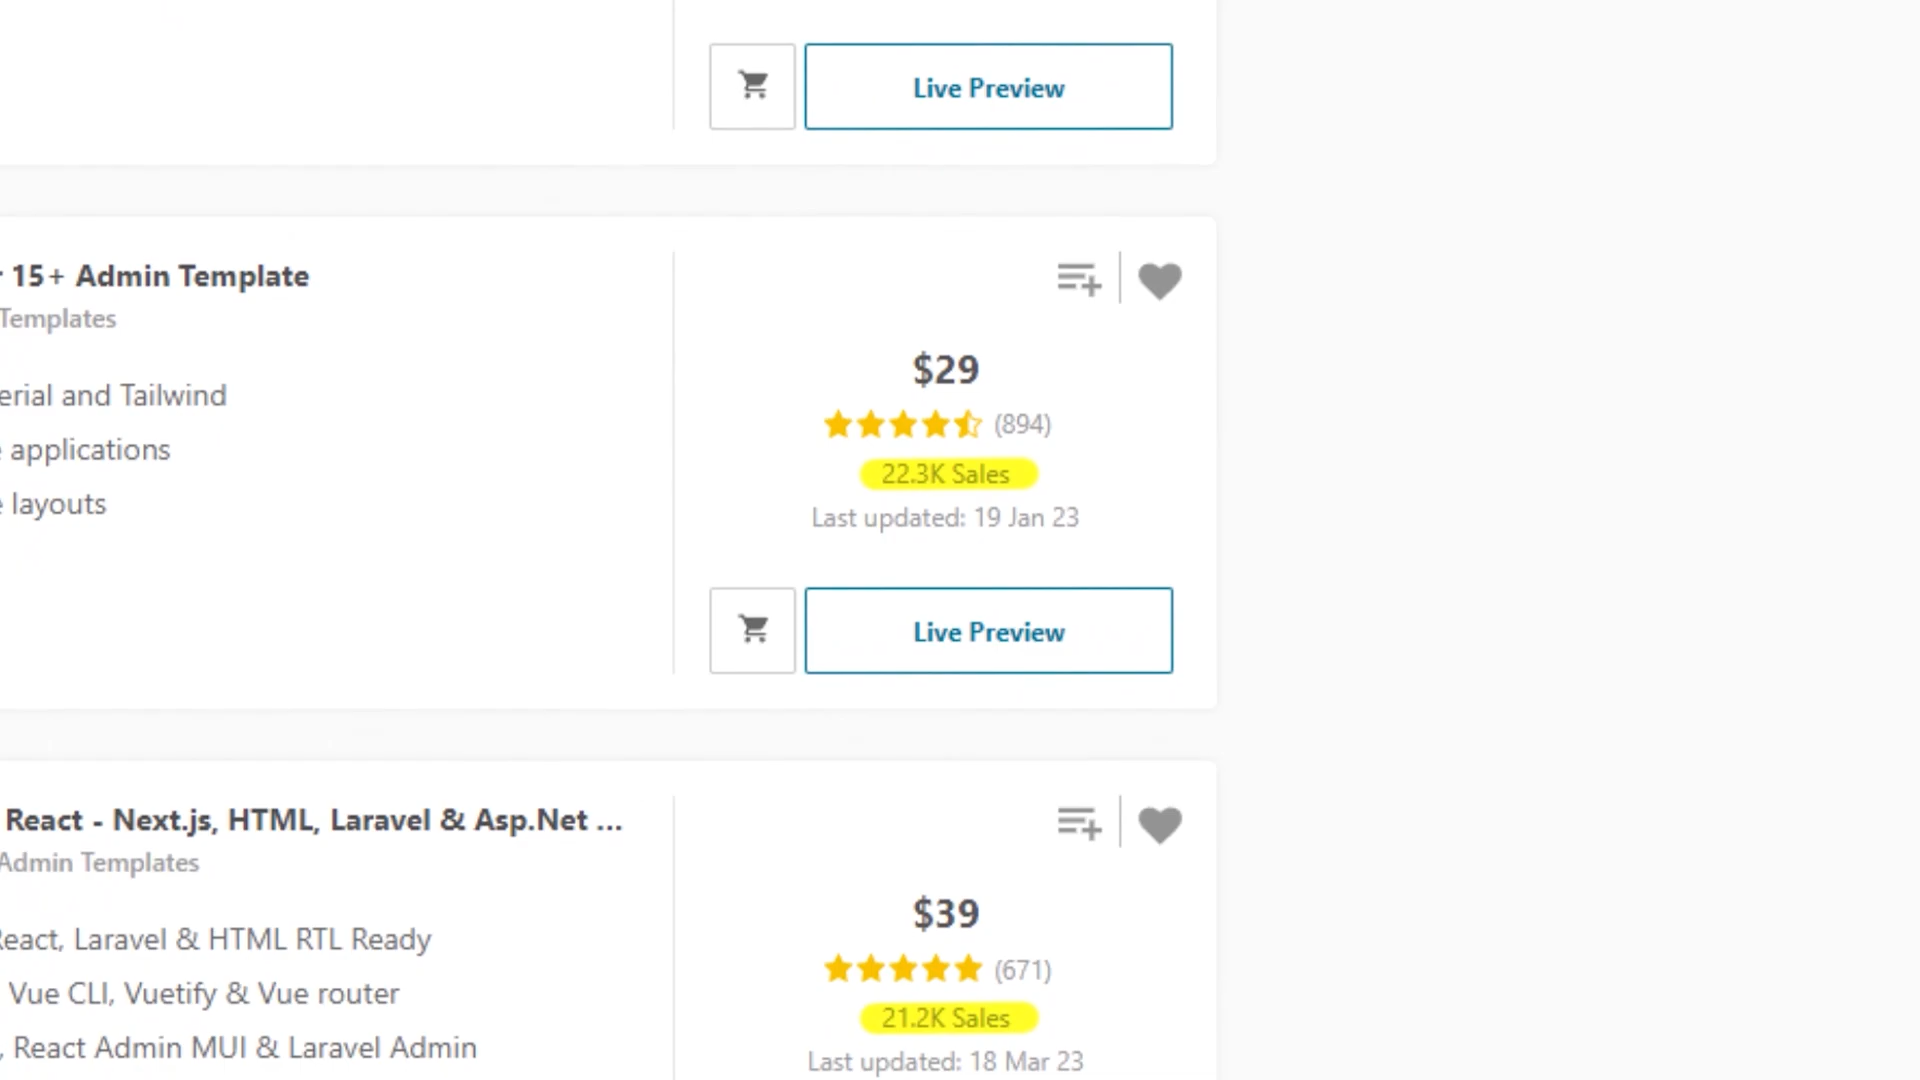 Live Preview
15+ Admin Template
Templates
and Tailwind
applications
layouts
$29
(894)
22.3K Sales
Last updated: 19 Jan 23
Live Preview
React - Next.js, HTML, Laravel & Asp.Net ...
Admin Templates
React, Laravel & HTML RTL Ready
Vue CLI, Vuetify & Vue router
, React Admin MUI & Laravel Admin
$39
(671)
21.2K Sales
Last updated: 18 Mar 23